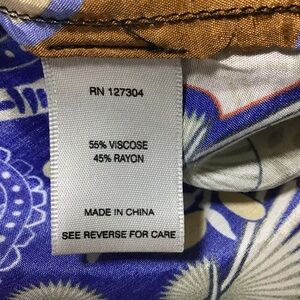 RN 127304
55% VISCOSE
45% RAYON
MADE IN CHINA
SEE REVERSE FOR CARE